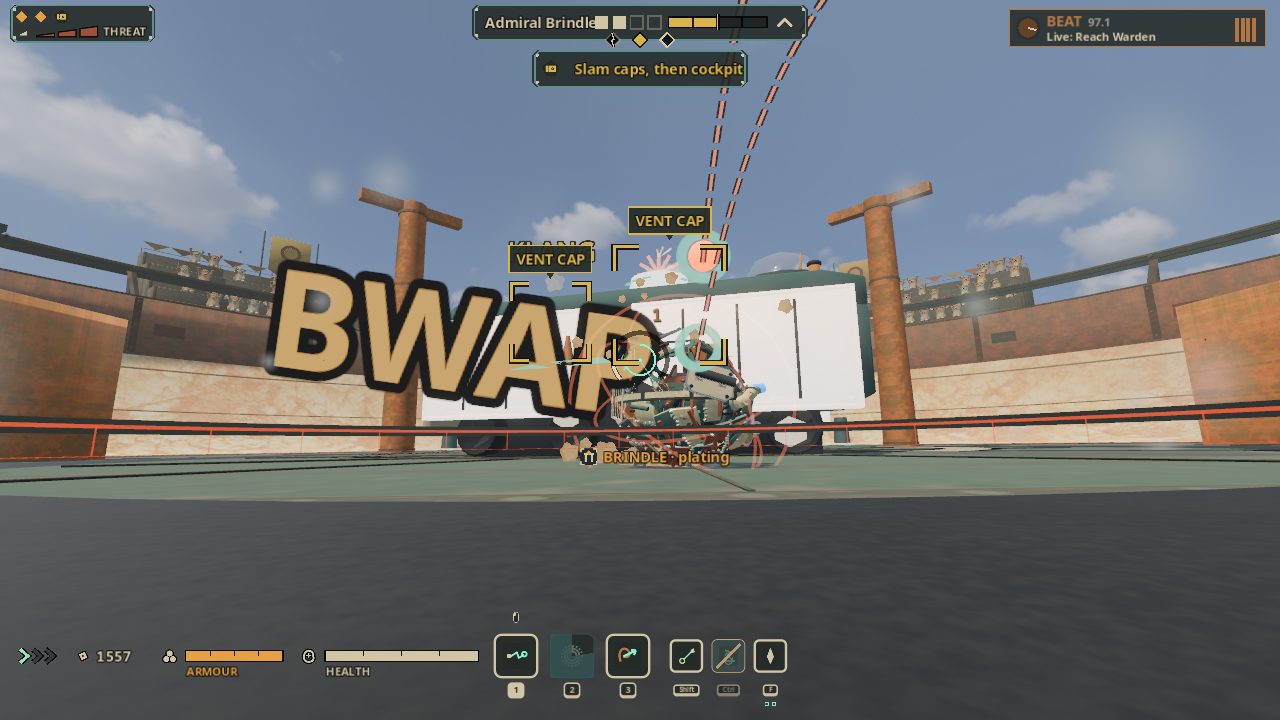 THREAT
Admiral Brindle
Slam caps, then cockpit
BEAT 97.1
Live: Reach Warden
VENT CAP
KLANG
VENT CAP
BWAP
1
BRINDLE · plating
1557
ARMOUR
HEALTH
1
2
3
Shift
Ctrl
F